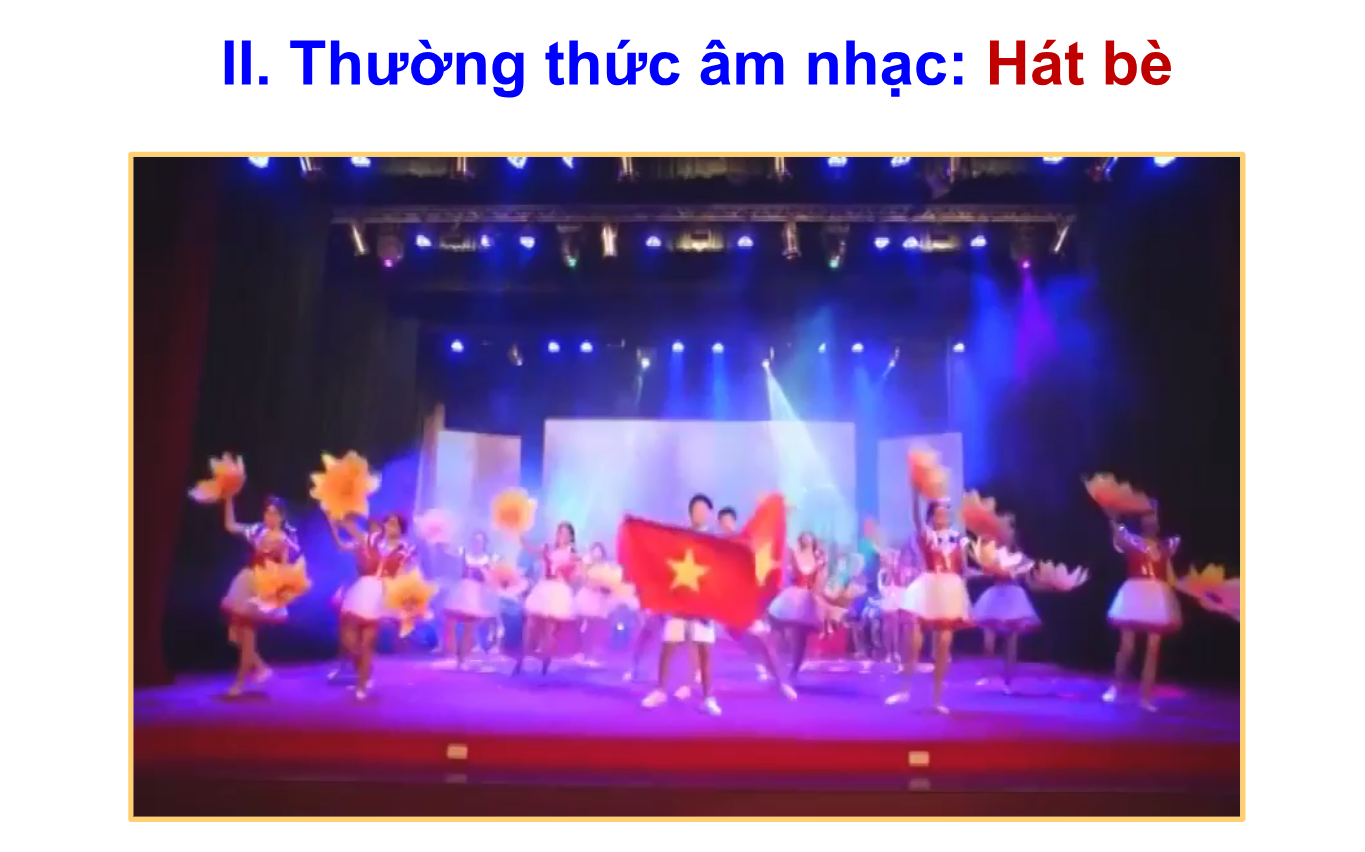 II. Thường thức âm nhạc: Hát bè